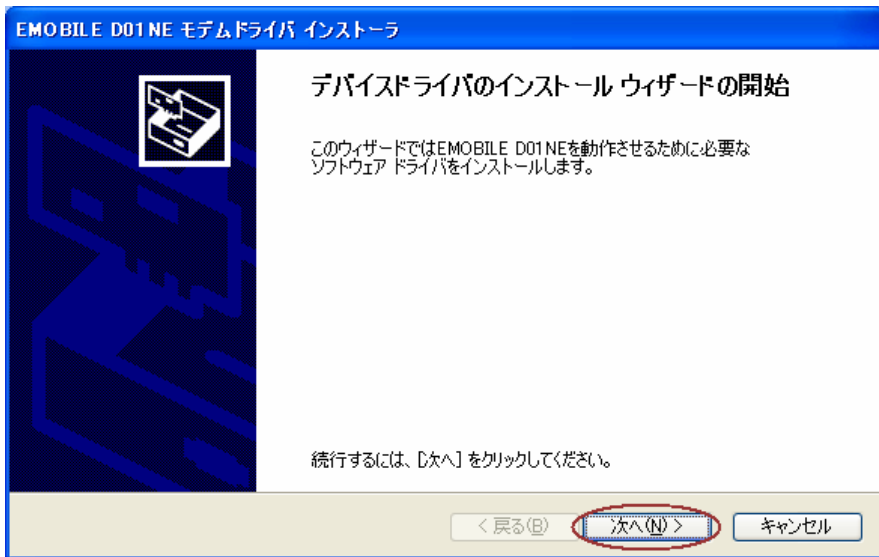 EMOBILE D01NE モデムドライバ インストーラ
デバイスドライバのインストール ウィザードの開始
このウィザードではEMOBILE D01NEを動作させるために必要な
ソフトウェア ドライバをインストールします。
続行するには、[次へ] をクリックしてください。
< 戻る(B) 次へ(N) > キャンセル